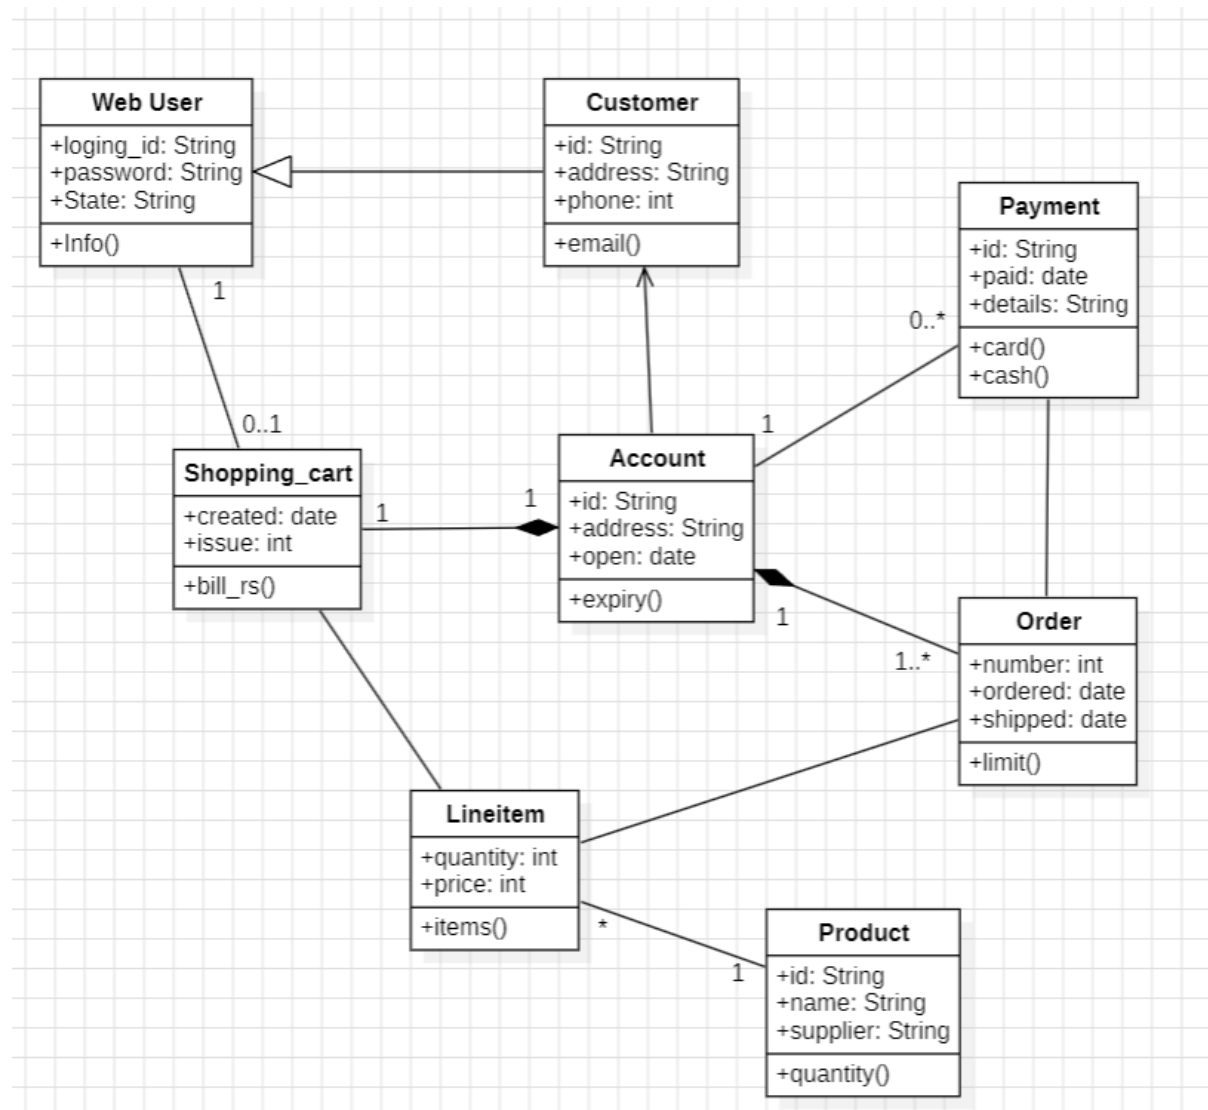 Web User
+loging_id: String
+password: String
+State: String
+Info()
Customer
+id: String
+address: String
+phone: int
+email()
Payment
+id: String
+paid: date
+details: String
+card()
+cash()
1
0..1
0..*
1
Shopping_cart
+created: date
+issue: int
+bill_rs()
1
1
Account
+id: String
+address: String
+open: date
+expiry()
1
1..*
Order
+number: int
+ordered: date
+shipped: date
+limit()
Lineitem
+quantity: int
+price: int
+items()
*
1
Product
+id: String
+name: String
+supplier: String
+quantity()